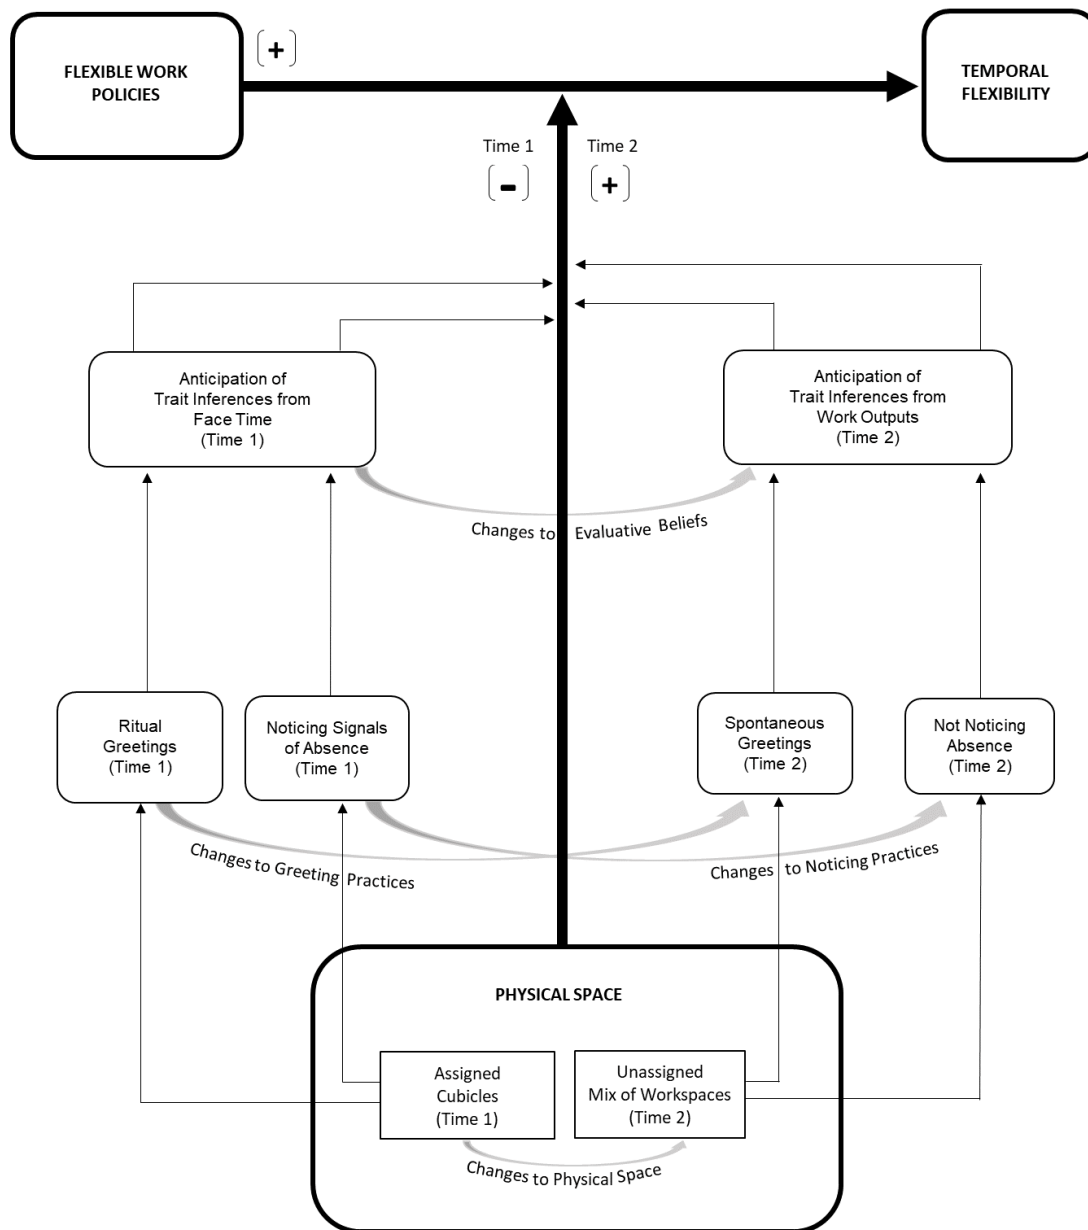 FLEXIBLE WORK
POLICIES
[+]
TEMPORAL
FLEXIBILITY
Time 1
[-]
Time 2
[+]
Anticipation of
Trait Inferences from
Face Time
(Time 1)
Anticipation of
Trait Inferences from
Work Outputs
(Time 2)
Changes to Evaluative Beliefs
Ritual
Greetings
(Time 1)
Noticing Signals
of Absence
(Time 1)
Spontaneous
Greetings
(Time 2)
Not Noticing
Absence
(Time 2)
Changes to Greeting Practices
Changes to Noticing Practices
PHYSICAL SPACE
Assigned
Cubicles
(Time 1)
Unassigned
Mix of Workspaces
(Time 2)
Changes to Physical Space